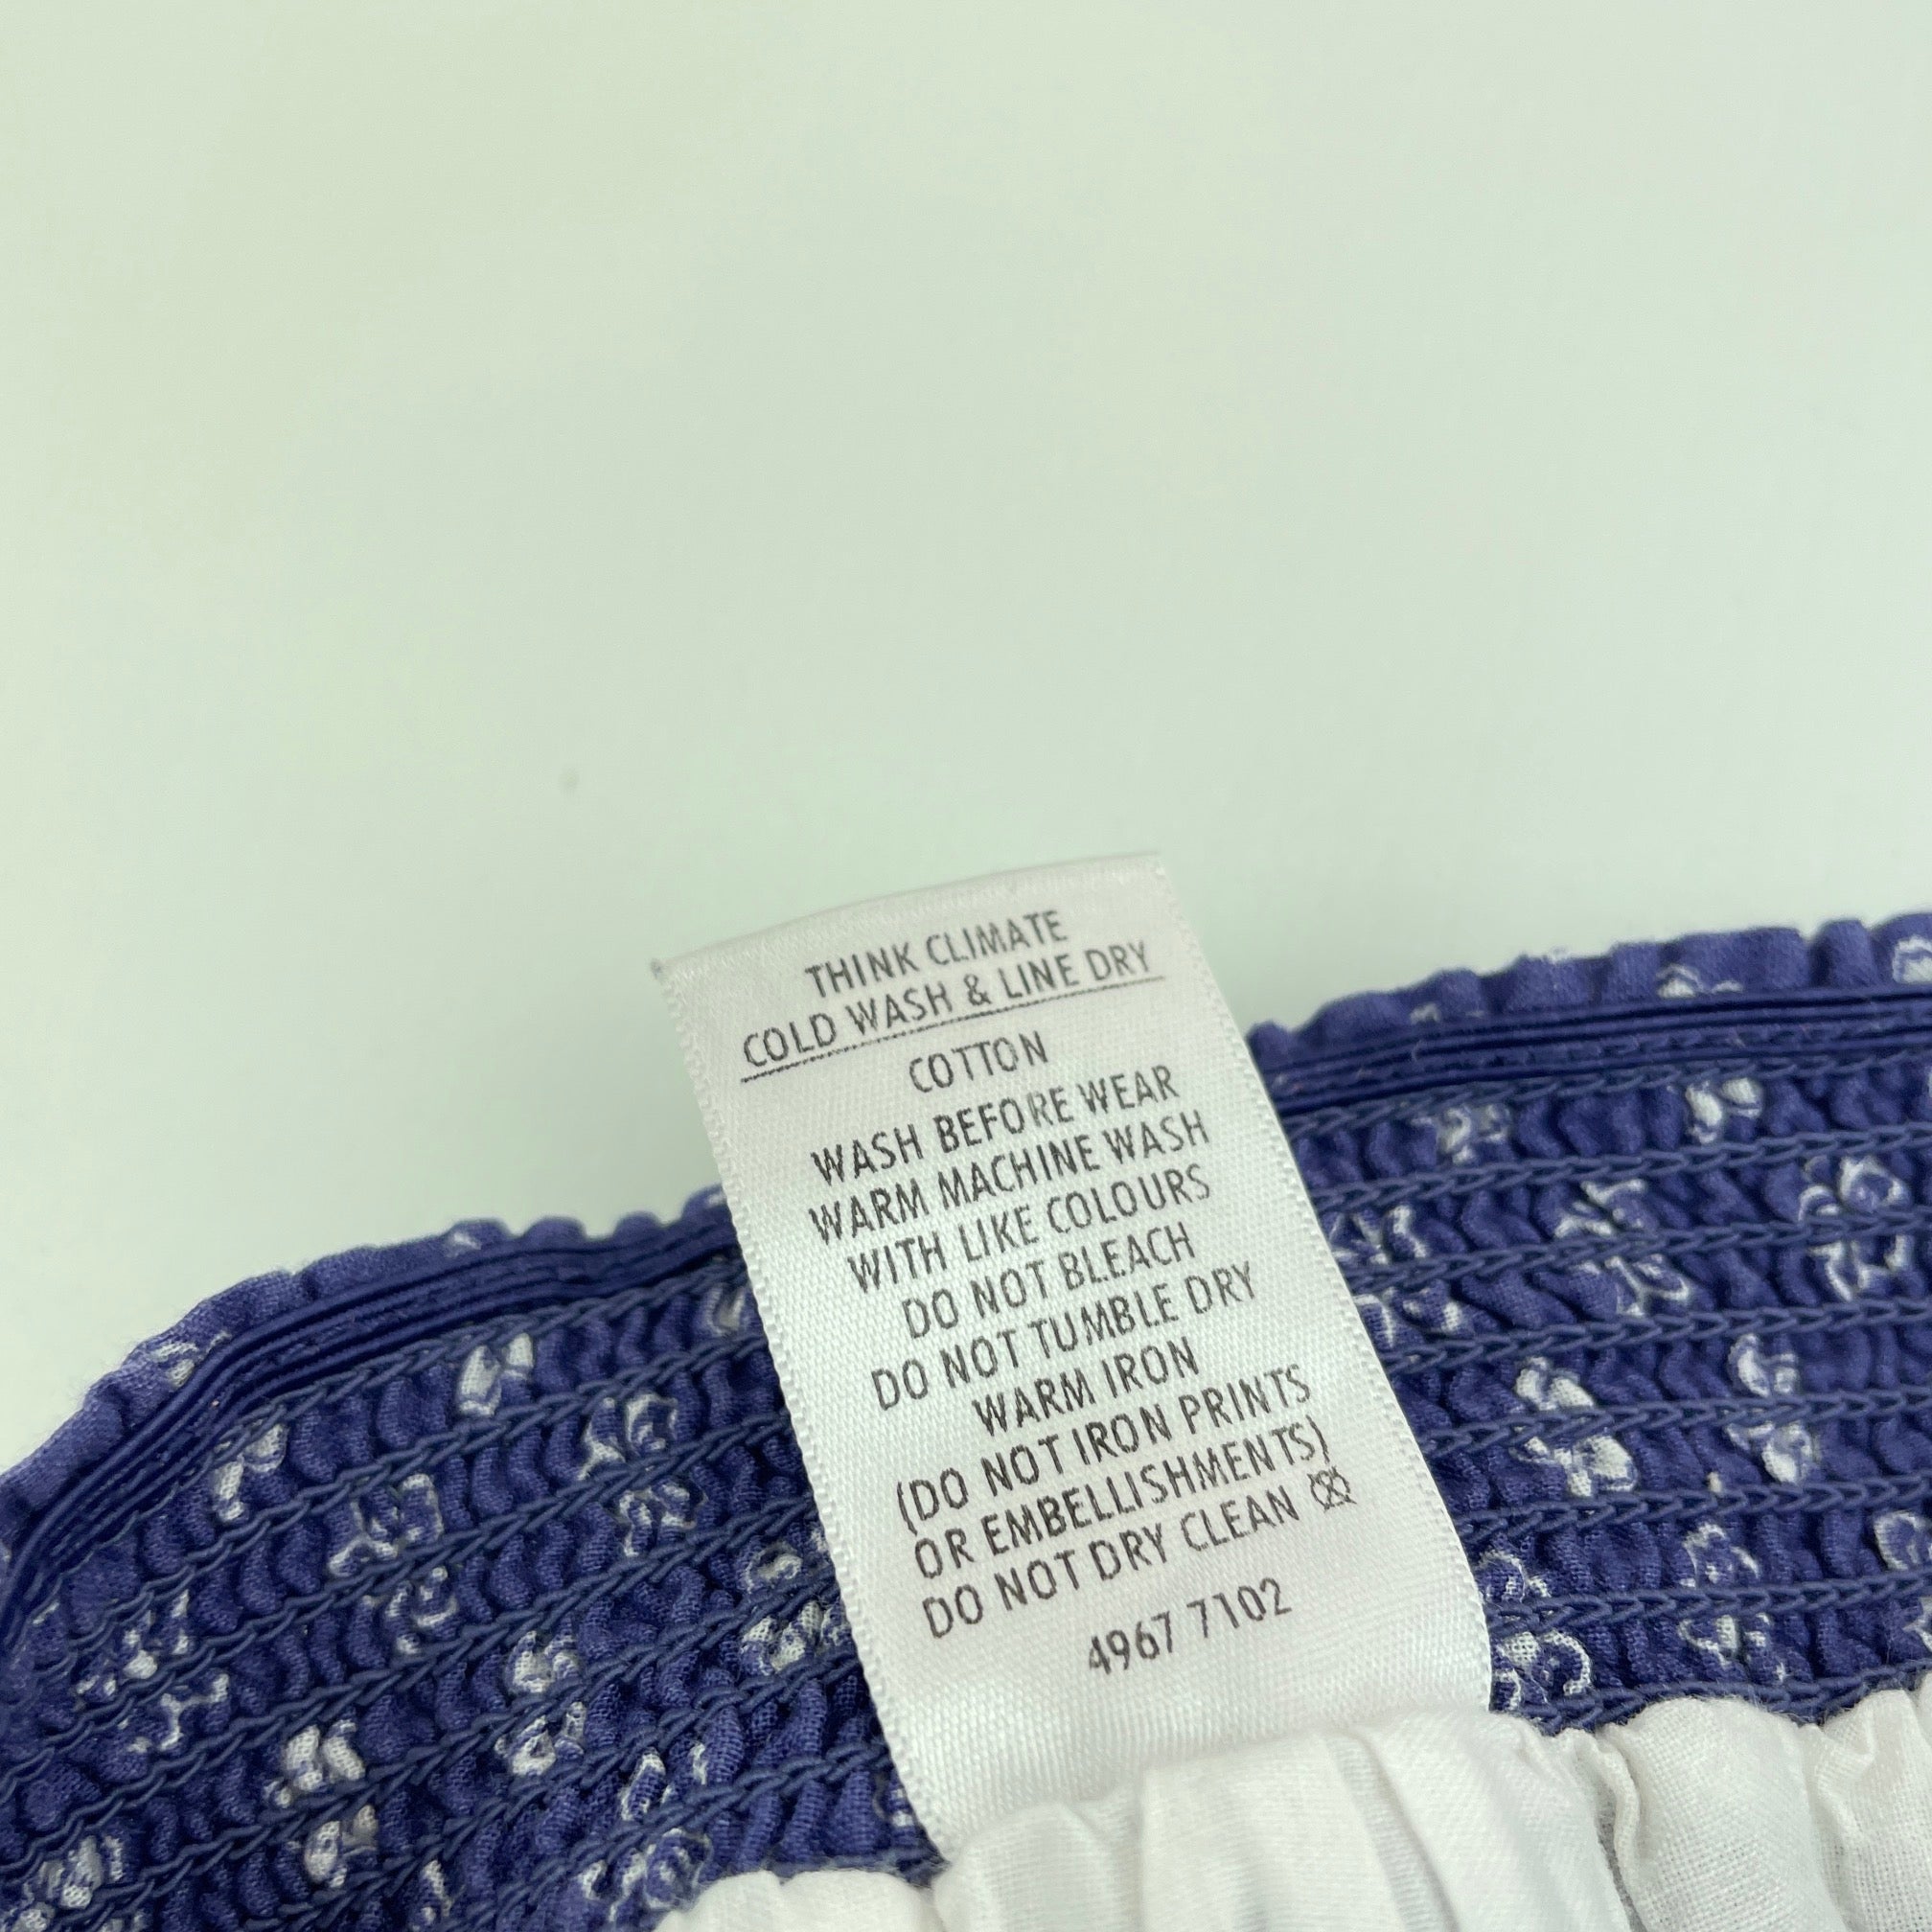 THINK CLIMATE
COLD WASH & LINE DRY
COTTON
WASH BEFORE WEAR
WARM MACHINE WASH
WITH LIKE COLOURS
DO NOT BLEACH
DO NOT TUMBLE DRY
WARM IRON
(DO NOT IRON PRINTS
OR EMBELLISHMENTS)
DO NOT DRY CLEAN
4967 7102